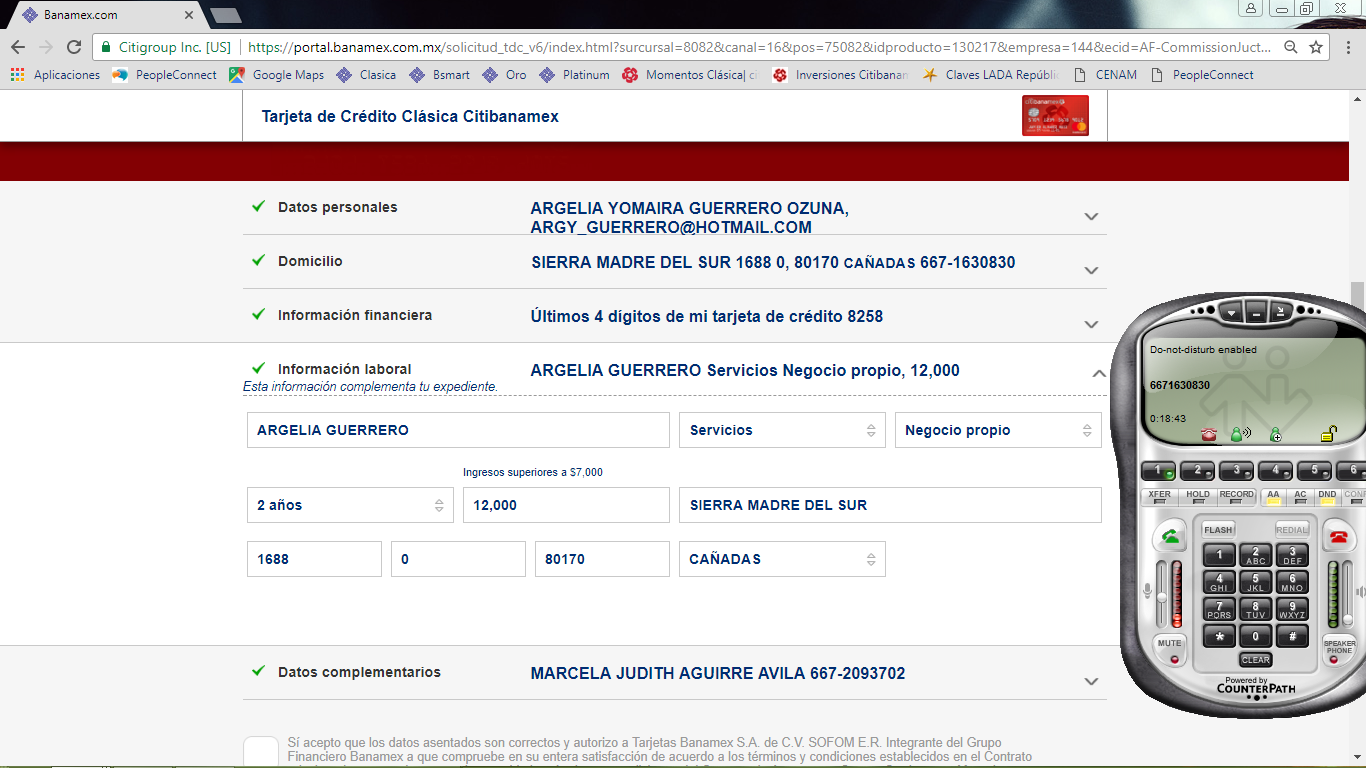 Banamex.com
Citigroup Inc. [US] https://portal.banamex.com.mx/solicitud_tdc_v6/index.html?sursursal=8082&canal=16&pos=75082&idproducto=130217&empresa=144&ecid=AF-CommissionJuct...
Aplicaciones PeopleConnect Google Maps Clasica Bsmart Oro Platinum Momentos Clásica| Inversiones Citibanan Claves LADA Repúbli CENAM PeopleConnect
Tarjeta de Crédito Clásica Citibanamex
Datos personales ARGELIA YOMAIRA GUERRERO OZUNA,
ARGY_GUERRERO@HOTMAIL.COM
Domicilio SIERRA MADRE DEL SUR 1688 0, 80170 CAÑADAS 667-1630830
Información financiera Últimos 4 dígitos de mi tarjeta de crédito 8258
Información laboral ARGELIA GUERRERO Servicios Negocio propio, 12,000
Esta información complementa tu expediente.
ARGELIA GUERRERO Servicios Negocio propio
Ingresos superiores a $7,000
2 años 12,000 SIERRA MADRE DEL SUR
1688 0 80170 CAÑADAS
Datos complementarios MARCELA JUDITH AGUIRRE AVILA 667-2093702
Sí acepto que los datos asentados son correctos y autorizo a Tarjetas Banamex S.A. de C.V. SOFOM E.R. Integrante del Grupo
Financiero Banamex a que compruebe en su entera satisfacción de acuerdo a los términos y condiciones establecidos en el Contrato
Do-not-disturb enabled
6671630830
0:18:43
1 2 3 4 5 6
XFER HOLD RECORD AA AC DND CONF
FLASH REDIAL
1 2 ABC 3 DEF
4 GHI 5 JKL 6 MNO
7 PQRS 8 TUV 9 WXYZ
* 0 #
MUTE SPEAKER PHONE
CLEAR
Powered by
COUNTERPATH